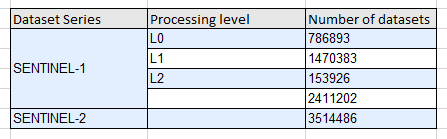 Dataset Series Processing level Number of datasets
L0 786893
SENTINEL-1 L1 1470383
L2 153926
2411202
SENTINEL-2 3514486